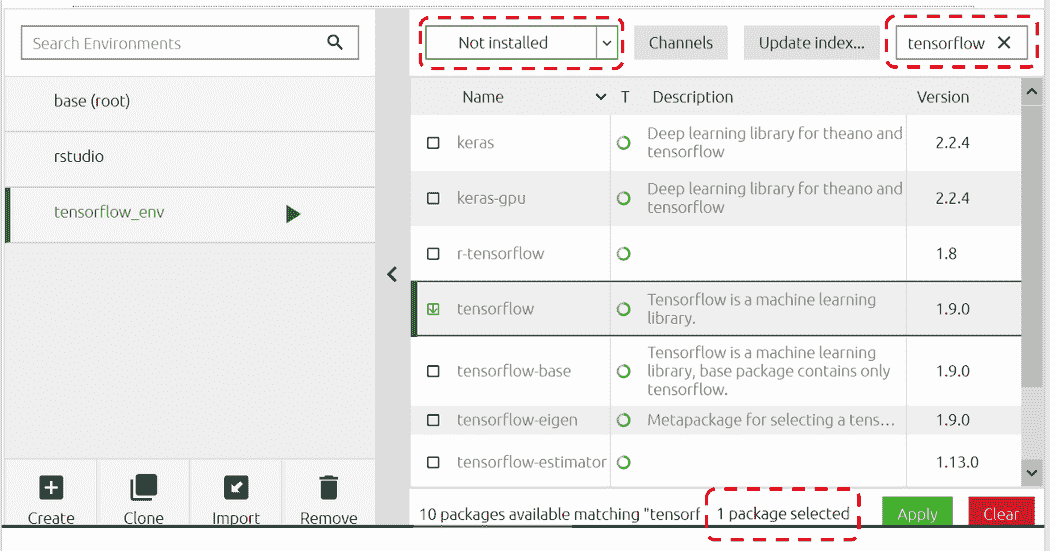 Search Environments
base (root)
rstudio
tensorflow_env
Create
Clone
Import
Remove
Not installed
Channels
Update index...
tensorflow
Name T Description Version
keras Deep learning library for theano and 2.2.4
tensorflow
keras-gpu Deep learning library for theano and 2.2.4
tensorflow
r-tensorflow 1.8
tensorflow Tensorflow is a machine learning 1.9.0
library.
tensorflow-base Tensorflow is a machine learning 1.9.0
library, base package contains only
tensorflow.
tensorflow-eigen Metapackage for selecting a tens... 1.9.0
tensorflow-estimator 1.13.0
10 packages available matching "tensorf 1 package selected
Apply
Clear